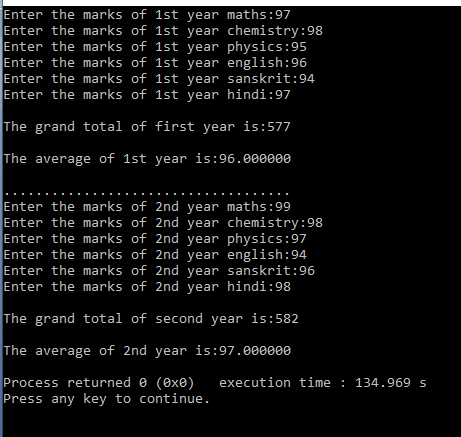 Enter the marks of 1st year maths:97
Enter the marks of 1st year chemistry:98
Enter the marks of 1st year physics:95
Enter the marks of 1st year english:96
Enter the marks of 1st year sanskrit:94
Enter the marks of 1st year hindi:97
The grand total of first year is:577
The average of 1st year is:96.000000
....................................
Enter the marks of 2nd year maths:99
Enter the marks of 2nd year chemistry:98
Enter the marks of 2nd year physics:97
Enter the marks of 2nd year english:94
Enter the marks of 2nd year sanskrit:96
Enter the marks of 2nd year hindi:98
The grand total of second year is:582
The average of 2nd year is:97.000000
Process returned 0 (0x0)   execution time : 134.969 s
Press any key to continue.